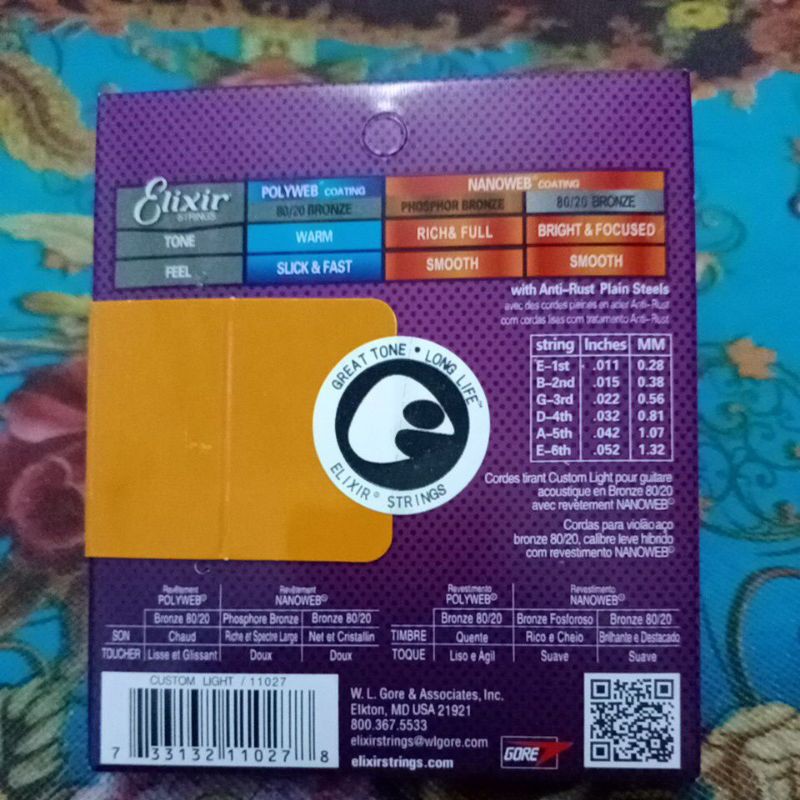 Elixir
STRINGS
POLYWEB COATING
NANOWEB® COATING
80/20 BRONZE
PHOSPHOR BRONZE
80/20 BRONZE
TONE
WARM
RICH& FULL
BRIGHT & FOCUSED
FEEL
SLICK & FAST
SMOOTH
SMOOTH
with Anti-Rust Plain Steels
avec des cordes pleines en acier Anti-Rust
com cordas lisas com tratamento Anti-Rust
string Inches MM
E-1st .011 0.28
B-2nd .015 0.38
G-3rd .022 0.56
D-4th .032 0.81
A-5th .042 1.07
E-6th .052 1.32
GREAT TONE • LONG LIFE™
ELIXIR® STRINGS
Cordes tirant Custom Light pour guitare
acoustique en Bronze 80/20
avec revêtement NANOWEB®
Cordas para violão aço
bronze 80/20, calibre leve híbrido
com revestimento NANOWEB®
Revêtement
POLYWEB®
Revêtement
NANOWEB®
Bronze 80/20
Phosphore Bronze
Bronze 80/20
SON
Chaud
Riche et Spectre Large
Net et Cristallin
TOUCHER
Lisse et Glissant
Doux
Doux
Revestimento
POLYWEB®
Revestimento
NANOWEB®
Bronze 80/20
Bronze Fosforoso
Bronze 80/20
TIMBRE
Quente
Rico e Cheio
Brilhante e Destacado
TOQUE
Liso e Ágil
Suave
Suave
CUSTOM LIGHT / 11027
7 33132 11027 8
W. L. Gore & Associates, Inc.
Elkton, MD USA 21921
800.367.5533
elixirstrings@wlgore.com
elixirstrings.com
GORE